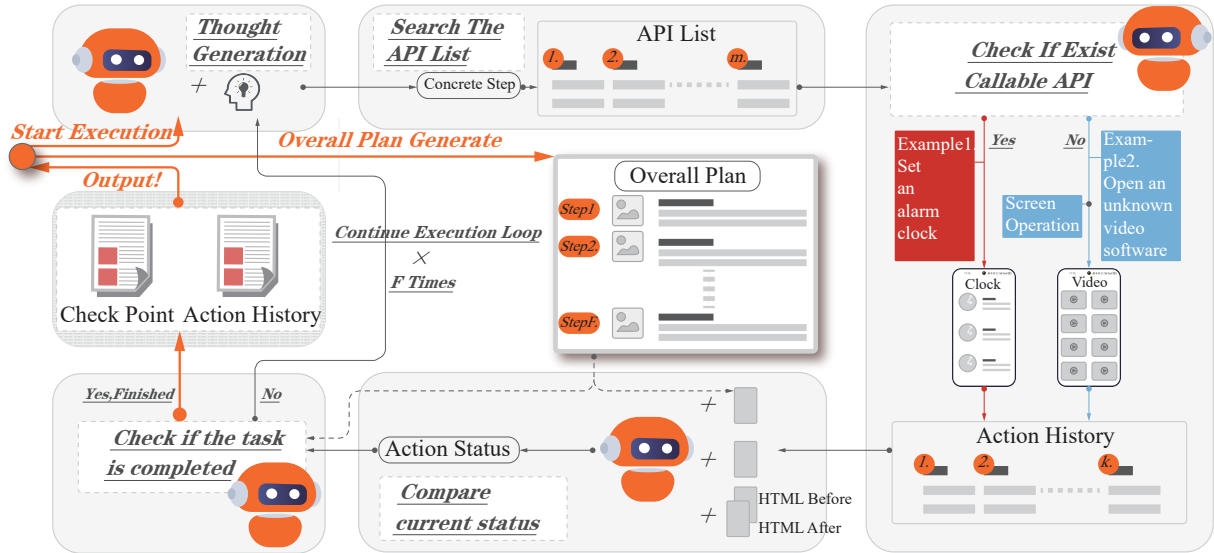 Thought
Generation
+
Search The
API List
Concrete Step
API List
1.
2.
m.
Check If Exist
Callable API
Start Execution
Overall Plan Generate
Output!
Check Point
Action History
Continue Execution Loop
×
F Times
Overall Plan
Step1
Step2.
StepF.
Yes
No
Example1.
Set
an
alarm
clock
Exam-
ple2.
Open an
unknown
video
software
Screen
Operation
Clock
Video
Action History
1.
2.
k.
+
+
+
HTML Before
HTML After
Action Status
Compare
current status
Yes,Finished
No
Check if the task
is completed